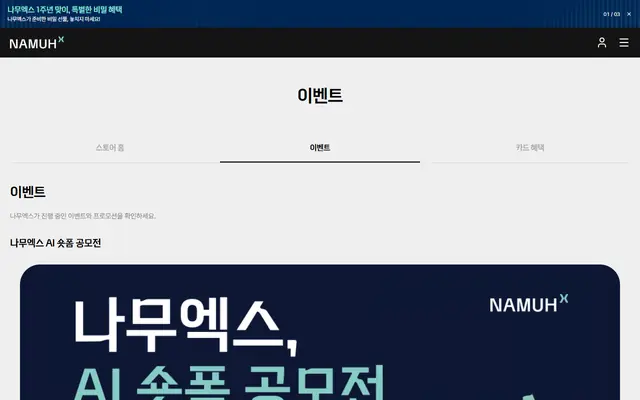 나무엑스 1주년 맞이, 특별한 비밀 혜택
나무엑스가 준비한 비밀 선물, 놓치지 마세요!
01 / 03 ×
NAMUHX
이벤트
스토어 홈
이벤트
카드 혜택
이벤트
나무엑스가 진행 중인 이벤트와 프로모션을 확인하세요.
나무엑스 AI 숏폼 공모전
NAMUHX
나무엑스,
AI 숏폼 공모전